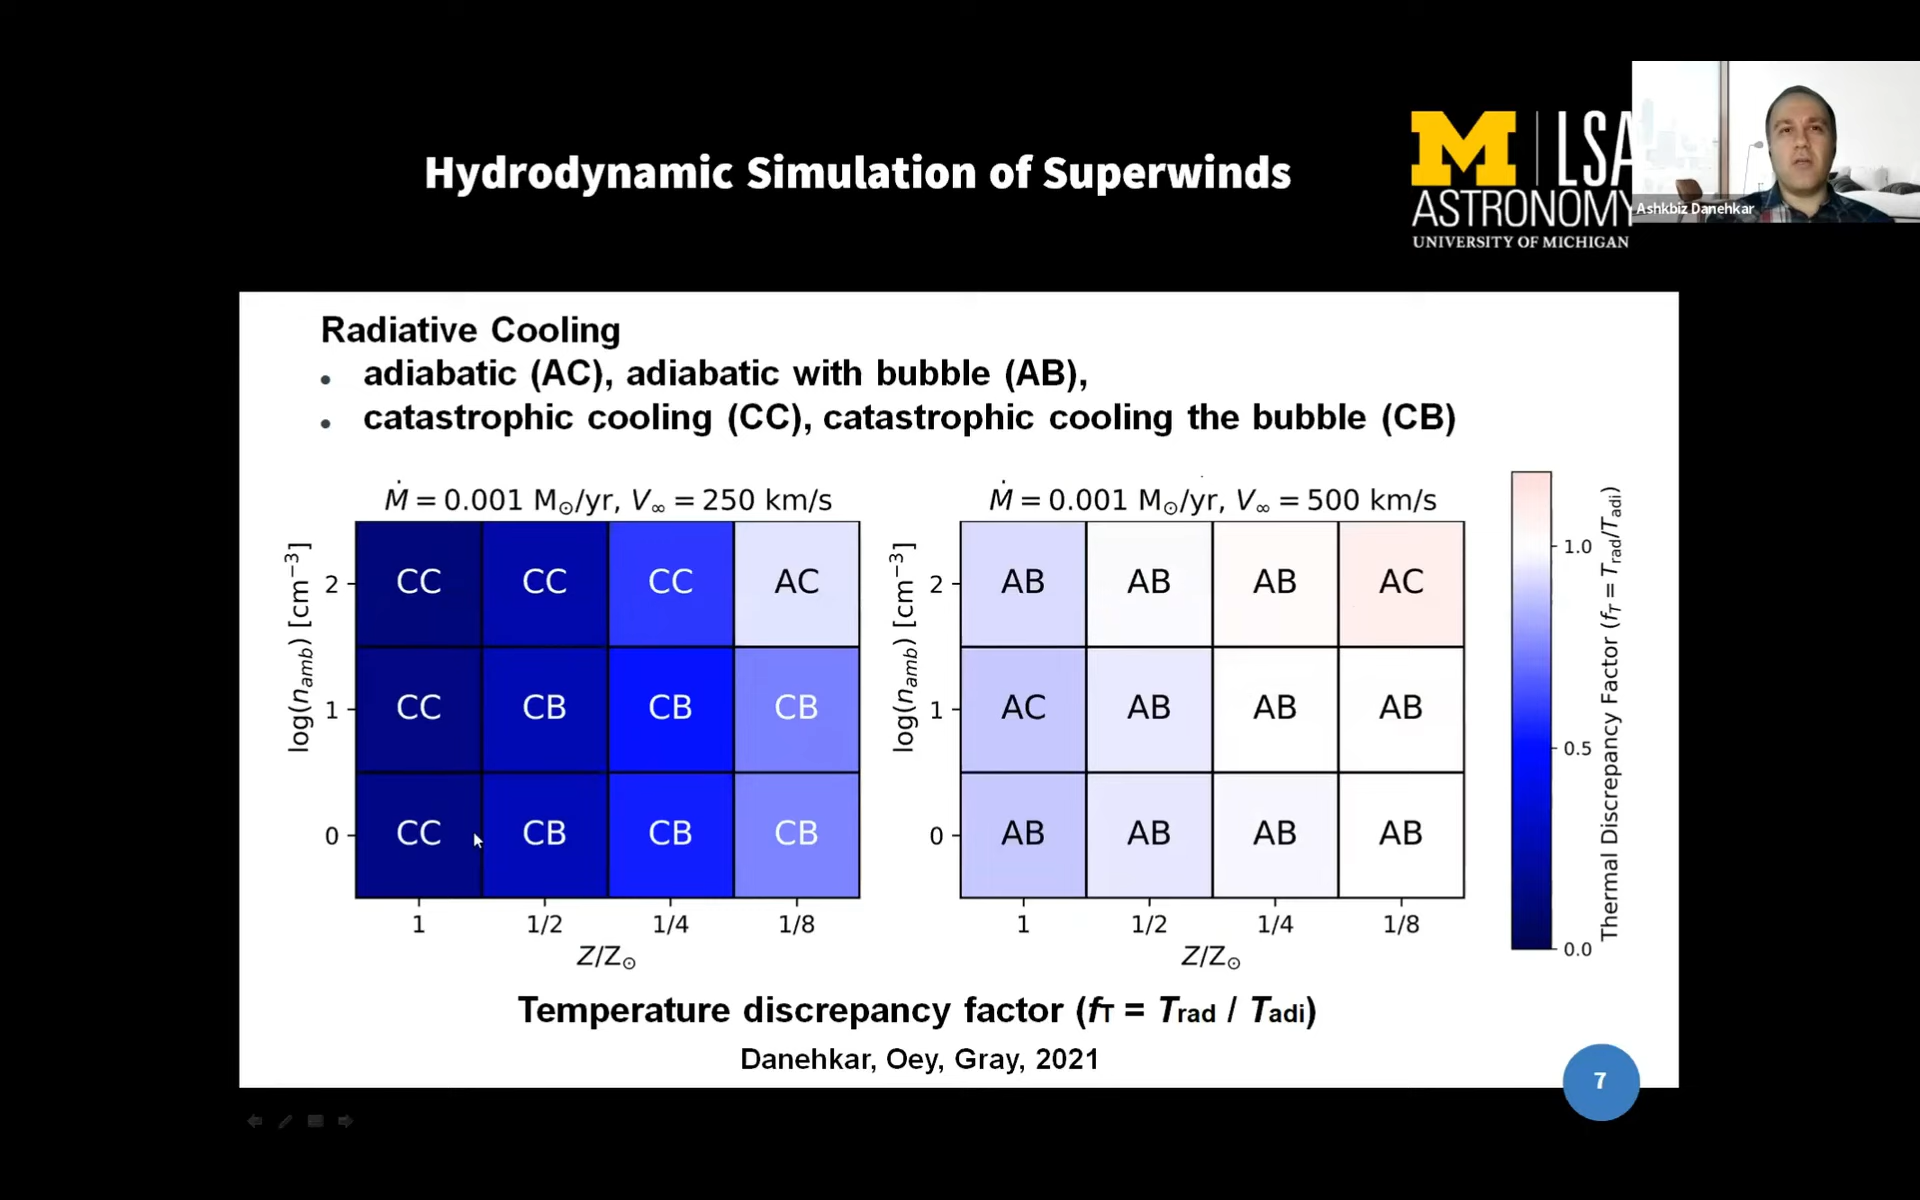 Hydrodynamic Simulation of Superwinds
M | LSA
ASTRONOMY
UNIVERSITY OF MICHIGAN
Ashkbiz Danehkar
Radiative Cooling
• adiabatic (AC), adiabatic with bubble (AB),
• catastrophic cooling (CC), catastrophic cooling the bubble (CB)
Ṁ = 0.001 M☉/yr, V∞ = 250 km/s
log(n_amb) [cm⁻³]
2 CC CC CC AC
1 CC CB CB CB
0 CC CB CB CB
1 1/2 1/4 1/8
Z/Z☉
Ṁ = 0.001 M☉/yr, V∞ = 500 km/s
log(n_amb) [cm⁻³]
2 AB AB AB AC
1 AC AB AB AB
0 AB AB AB AB
1 1/2 1/4 1/8
Z/Z☉
1.0
0.5
0.0
Thermal Discrepancy Factor (f_T = T_rad/T_adi)
Temperature discrepancy factor (fT = Trad / Tadi)
Danehkar, Oey, Gray, 2021
7